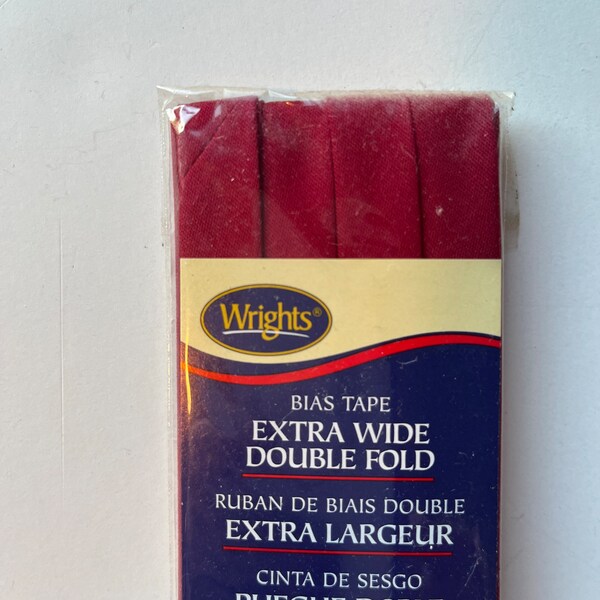 Wrights®
BIAS TAPE
EXTRA WIDE
DOUBLE FOLD
RUBAN DE BIAIS DOUBLE
EXTRA LARGEUR
CINTA DE SESGO